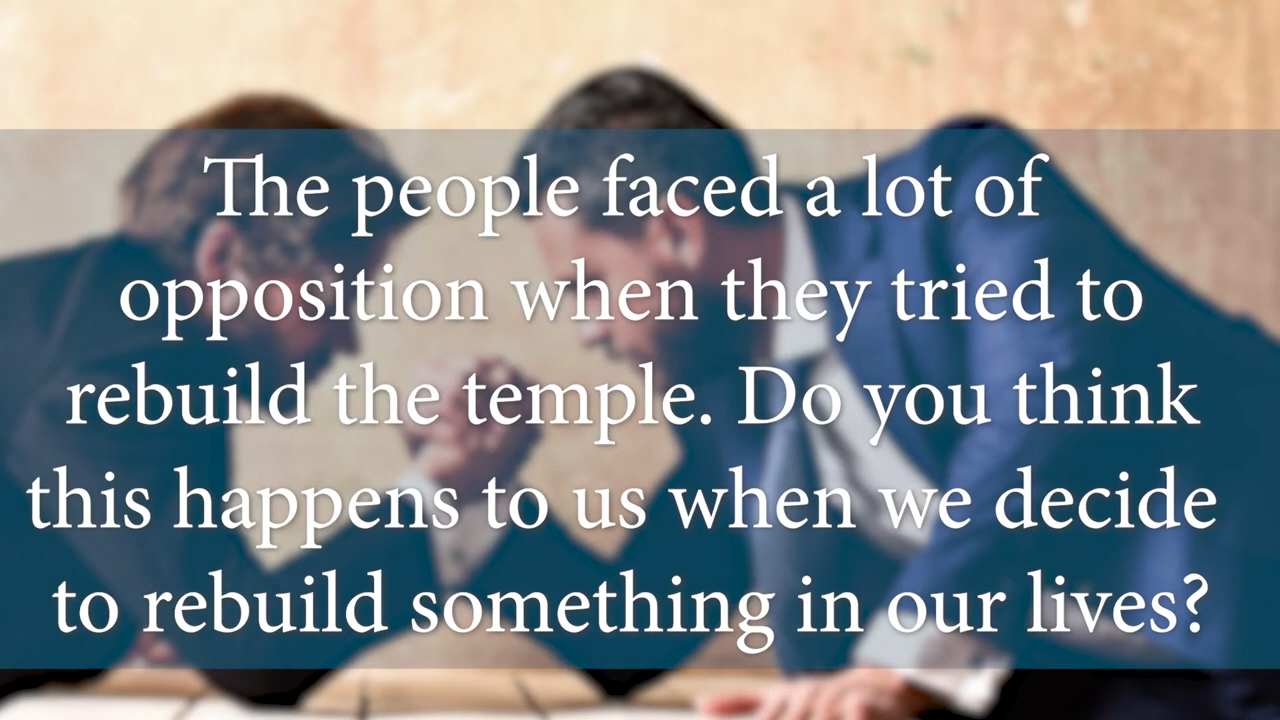 The people faced a lot of
opposition when they tried to
rebuild the temple. Do you think
this happens to us when we decide
to rebuild something in our lives?